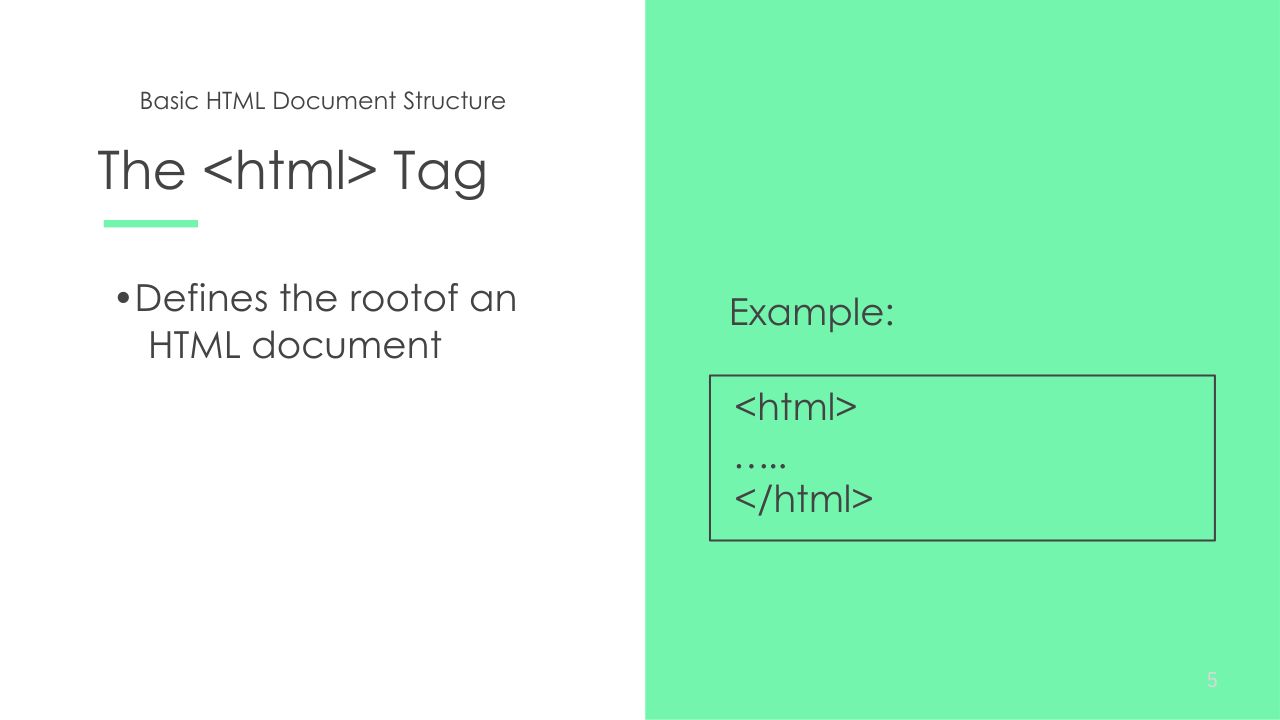 Basic HTML Document Structure
The <html> Tag
•Defines the rootof an
HTML document
Example:
<html>
…..
</html>
5